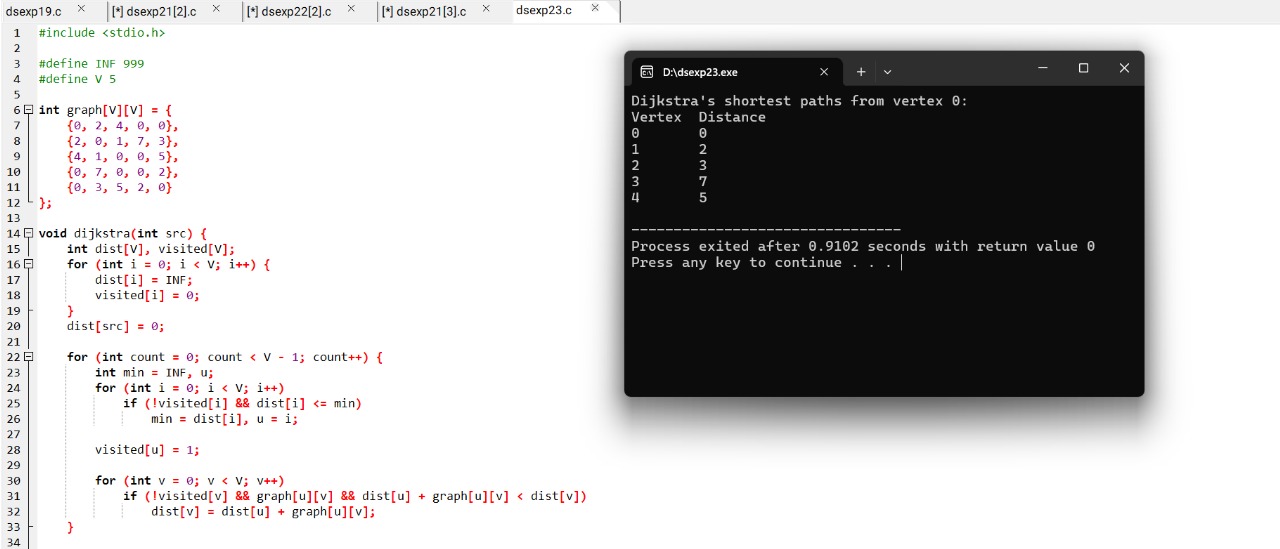 dsexp19.c [*] dsexp21[2].c [*] dsexp22[2].c [*] dsexp21[3].c dsexp23.c
1 #include <stdio.h>
2
3 #define INF 999
4 #define V 5
5
6 int graph[V][V] = {
7 {0, 2, 4, 0, 0},
8 {2, 0, 1, 7, 3},
9 {4, 1, 0, 0, 5},
10 {0, 7, 0, 0, 2},
11 {0, 3, 5, 2, 0}
12 };
13
14 void dijkstra(int src) {
15 int dist[V], visited[V];
16 for (int i = 0; i < V; i++) {
17 dist[i] = INF;
18 visited[i] = 0;
19 }
20 dist[src] = 0;
21
22 for (int count = 0; count < V - 1; count++) {
23 int min = INF, u;
24 for (int i = 0; i < V; i++)
25 if (!visited[i] && dist[i] <= min)
26 min = dist[i], u = i;
27
28 visited[u] = 1;
29
30 for (int v = 0; v < V; v++)
31 if (!visited[v] && graph[u][v] && dist[u] + graph[u][v] < dist[v])
32 dist[v] = dist[u] + graph[u][v];
33 }
34
D:\dsexp23.exe
Dijkstra's shortest paths from vertex 0:
Vertex Distance
0 0
1 2
2 3
3 7
4 5
--------------------------------
Process exited after 0.9102 seconds with return value 0
Press any key to continue . . .